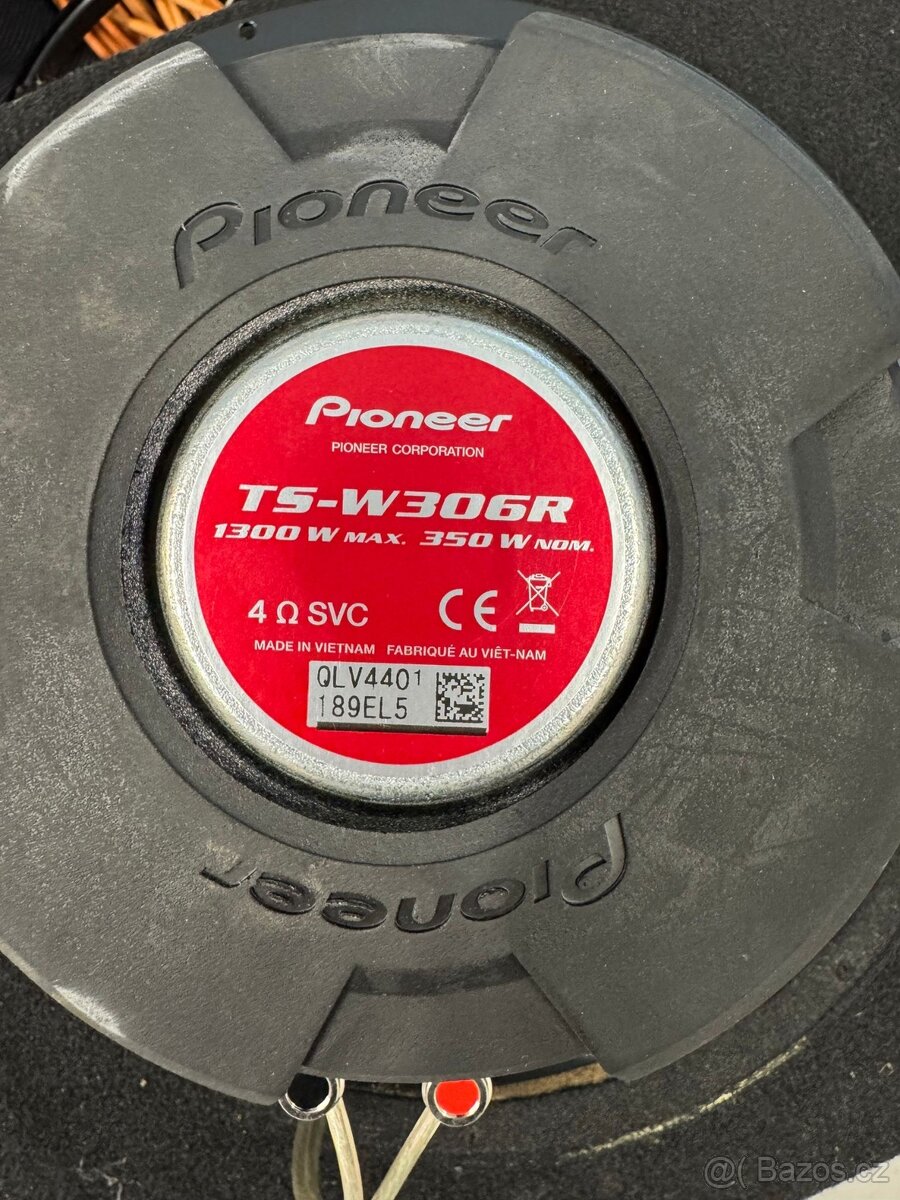 Pioneer
Pioneer
PIONEER CORPORATION
TS-W306R
1300 W MAX. 350 W NOM.
4 Ω SVC CE
MADE IN VIETNAM FABRIQUÉ AU VIÊT-NAM
QLV440¹
189EL5
Pioneer
@( Bazos.cz